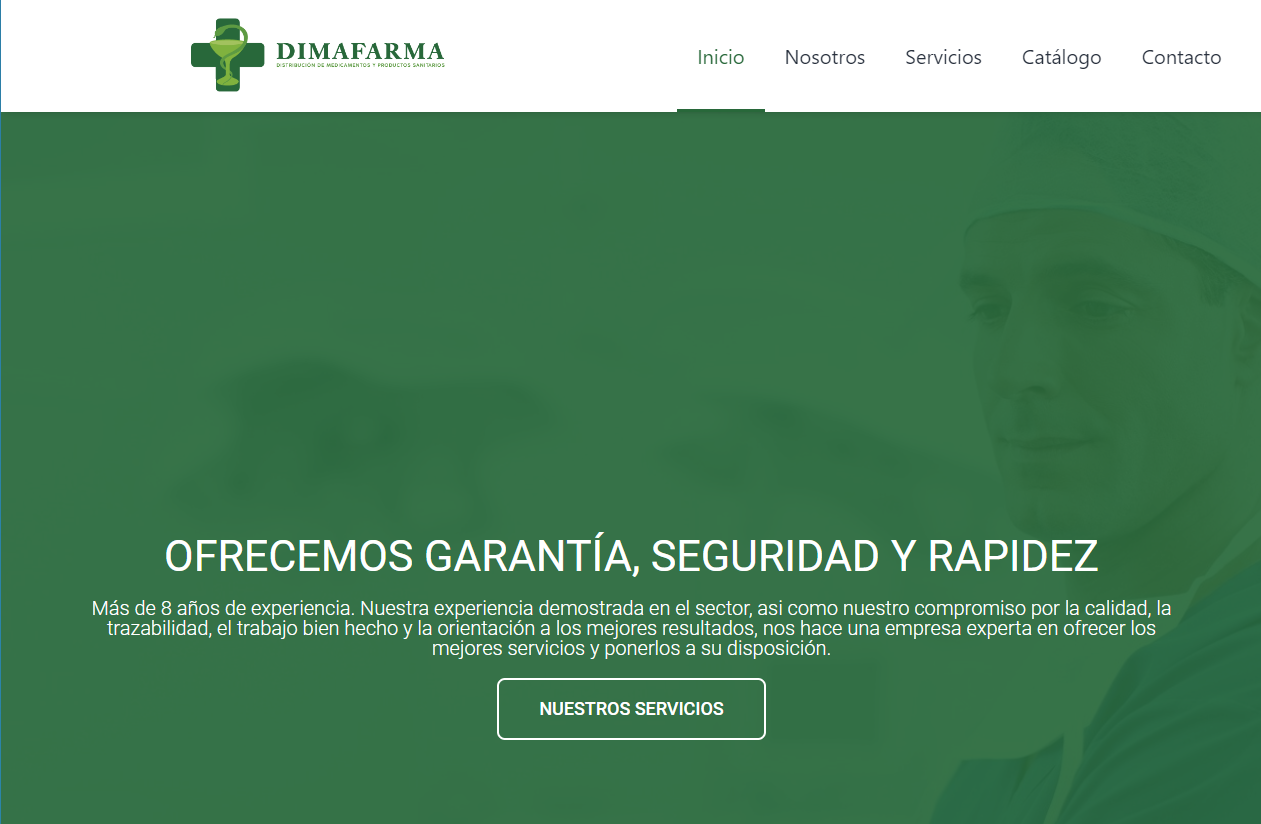 DIMAFARMA
DISTRIBUCIÓN DE MEDICAMENTOS Y PRODUCTOS SANITARIOS
Inicio
Nosotros
Servicios
Catálogo
Contacto
OFRECEMOS GARANTÍA, SEGURIDAD Y RAPIDEZ
Más de 8 años de experiencia. Nuestra experiencia demostrada en el sector, asi como nuestro compromiso por la calidad, la
trazabilidad, el trabajo bien hecho y la orientación a los mejores resultados, nos hace una empresa experta en ofrecer los
mejores servicios y ponerlos a su disposición.
NUESTROS SERVICIOS